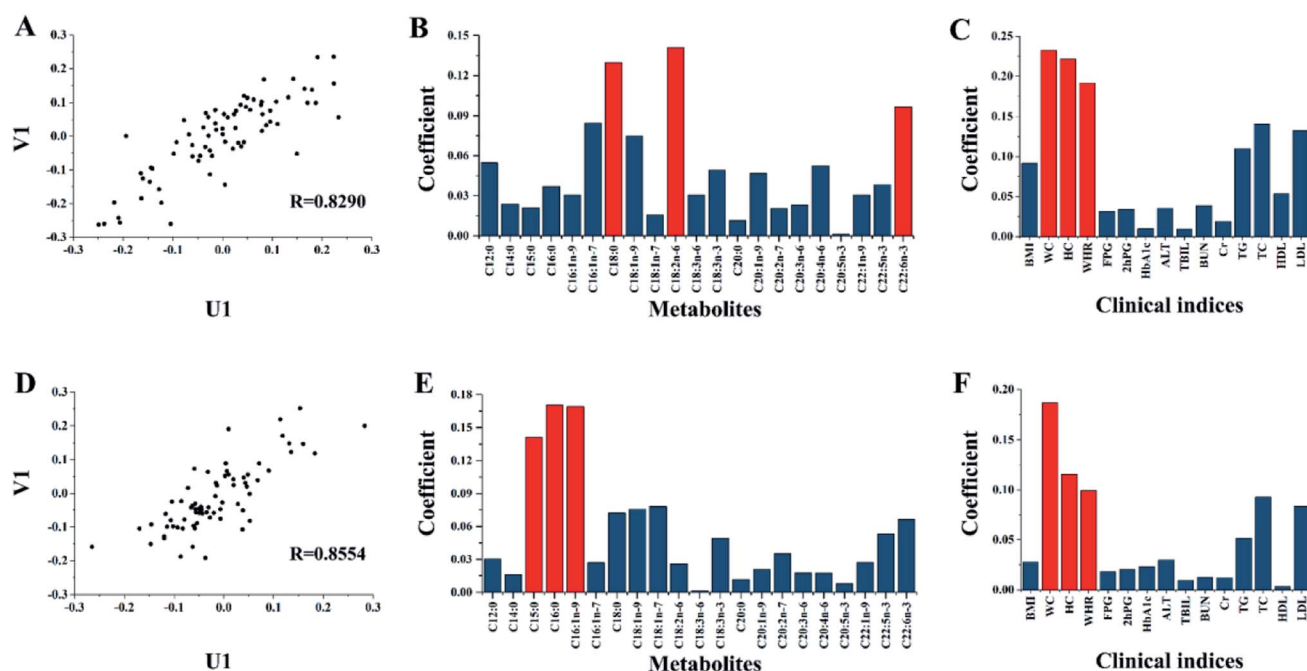 A
V1
0.3
0.2
0.1
0.0
-0.1
-0.2
-0.3
R=0.8290
-0.3 -0.2 -0.1 0.0 0.1 0.2 0.3
U1
B
Coefficient
0.15
0.12
0.09
0.06
0.03
0.00
C12:0
C14:0
C15:0
C16:0
C16:1n-9
C16:1n-7
C18:0
C18:1n-9
C18:1n-7
C18:2n-6
C18:3n-6
C18:3n-3
C20:0
C20:1n-9
C20:2n-7
C20:3n-6
C20:4n-6
C20:5n-3
C22:1n-9
C22:5n-3
C22:6n-3
Metabolites
C
Coefficient
0.25
0.20
0.15
0.10
0.05
0.00
BMI
WC
HC
WHR
FPG
2hPG
HbA1c
ALT
TBIL
BUN
Cr
TG
TC
HDL
LDL
Clinical indices
D
V1
0.3
0.2
0.1
0.0
-0.1
-0.2
-0.3
R=0.8554
-0.3 -0.2 -0.1 0.0 0.1 0.2 0.3
U1
E
Coefficient
0.18
0.15
0.12
0.09
0.06
0.03
0.00
C12:0
C14:0
C15:0
C16:0
C16:1n-9
C16:1n-7
C18:0
C18:1n-9
C18:1n-7
C18:2n-6
C18:3n-6
C18:3n-3
C20:0
C20:1n-9
C20:2n-7
C20:3n-6
C20:4n-6
C20:5n-3
C22:1n-9
C22:5n-3
C22:6n-3
Metabolites
F
Coefficient
0.20
0.15
0.10
0.05
0.00
BMI
WC
HC
WHR
FPG
2hPG
HbA1c
ALT
TBIL
BUN
Cr
TG
TC
HDL
LDL
Clinical indices